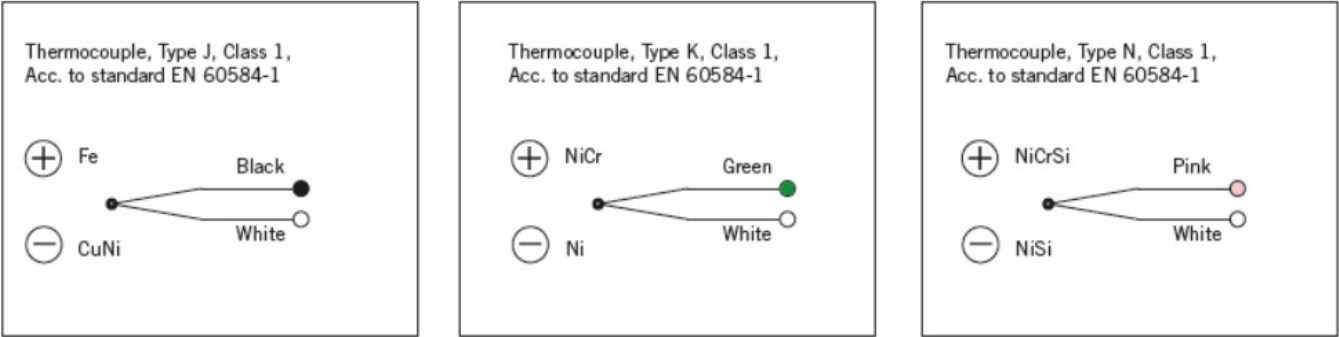 Thermocouple, Type J, Class 1,
Acc. to standard EN 60584-1
+ Fe
Black
White
− CuNi
Thermocouple, Type K, Class 1,
Acc. to standard EN 60584-1
+ NiCr
Green
White
− Ni
Thermocouple, Type N, Class 1,
Acc. to standard EN 60584-1
+ NiCrSi
Pink
White
− NiSi